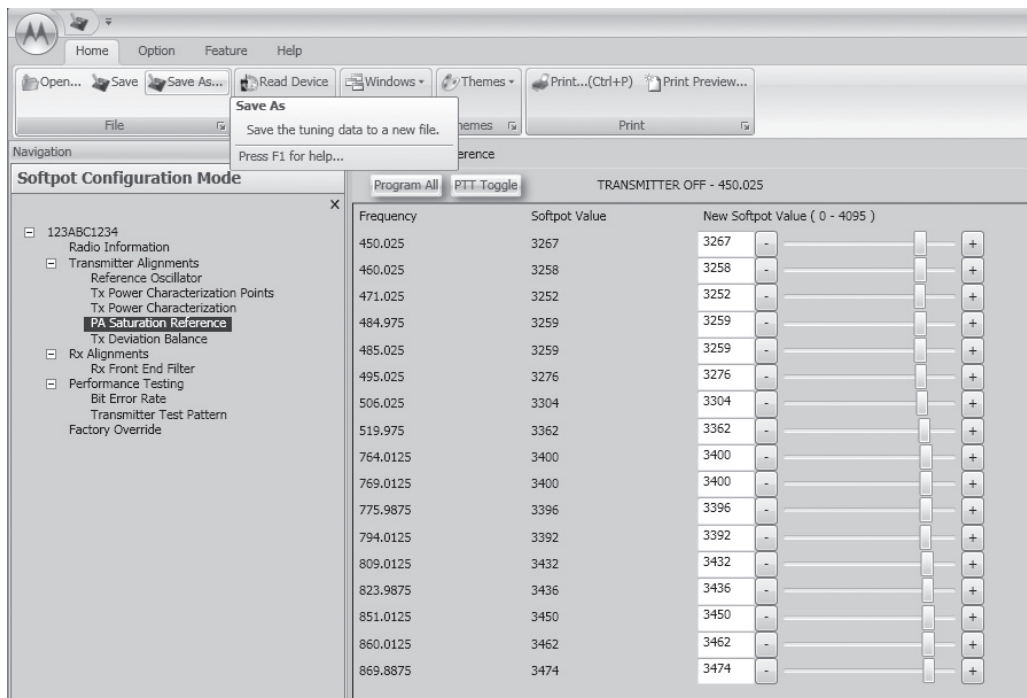 Home Option Feature Help
Open... Save Save As... Read Device Windows Themes Print...(Ctrl+P) Print Preview...
File Print
Save As
Save the tuning data to a new file.
Press F1 for help...
Navigation
Softpot Configuration Mode
X
123ABC1234
Radio Information
Transmitter Alignments
Reference Oscillator
Tx Power Characterization Points
Tx Power Characterization
PA Saturation Reference
Tx Deviation Balance
Rx Alignments
Rx Front End Filter
Performance Testing
Bit Error Rate
Transmitter Test Pattern
Factory Override
Program All PTT Toggle TRANSMITTER OFF - 450.025
Frequency Softpot Value New Softpot Value ( 0 - 4095 )
450.025 3267 3267 - +
460.025 3258 3258 - +
471.025 3252 3252 - +
484.975 3259 3259 - +
485.025 3259 3259 - +
495.025 3276 3276 - +
506.025 3304 3304 - +
519.975 3362 3362 - +
764.0125 3400 3400 - +
769.0125 3400 3400 - +
775.9875 3396 3396 - +
794.0125 3392 3392 - +
809.0125 3432 3432 - +
823.9875 3436 3436 - +
851.0125 3450 3450 - +
860.0125 3462 3462 - +
869.8875 3474 3474 - +